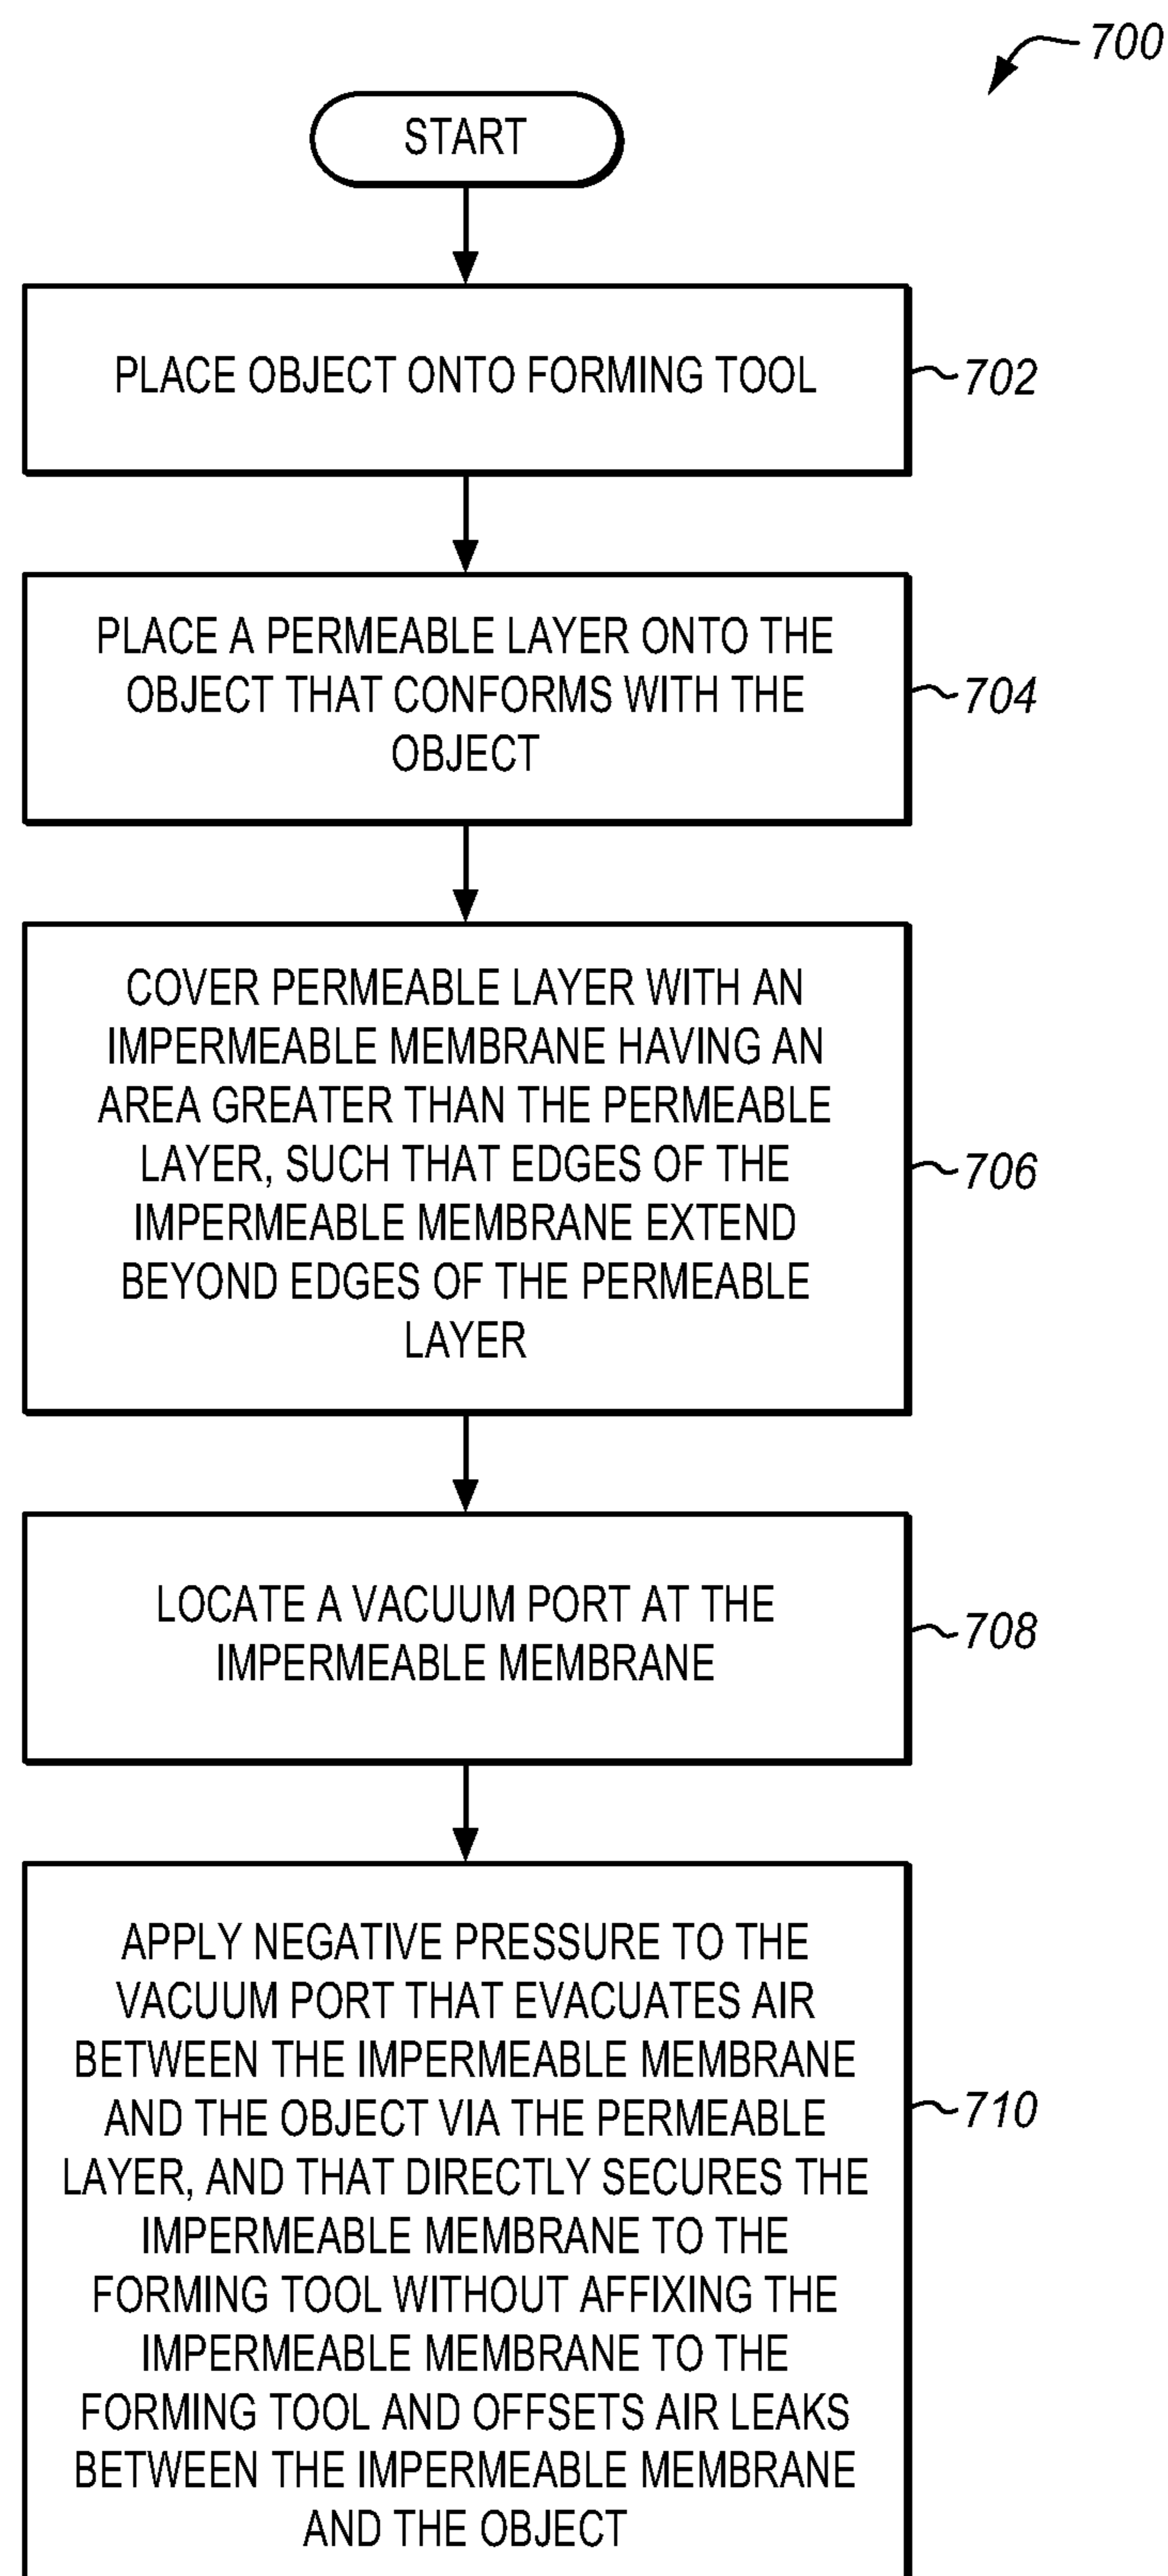 700
START
PLACE OBJECT ONTO FORMING TOOL
702
PLACE A PERMEABLE LAYER ONTO THE
OBJECT THAT CONFORMS WITH THE
OBJECT
704
COVER PERMEABLE LAYER WITH AN
IMPERMEABLE MEMBRANE HAVING AN
AREA GREATER THAN THE PERMEABLE
LAYER, SUCH THAT EDGES OF THE
IMPERMEABLE MEMBRANE EXTEND
BEYOND EDGES OF THE PERMEABLE
LAYER
706
LOCATE A VACUUM PORT AT THE
IMPERMEABLE MEMBRANE
708
APPLY NEGATIVE PRESSURE TO THE
VACUUM PORT THAT EVACUATES AIR
BETWEEN THE IMPERMEABLE MEMBRANE
AND THE OBJECT VIA THE PERMEABLE
LAYER, AND THAT DIRECTLY SECURES THE
IMPERMEABLE MEMBRANE TO THE
FORMING TOOL WITHOUT AFFIXING THE
IMPERMEABLE MEMBRANE TO THE
FORMING TOOL AND OFFSETS AIR LEAKS
BETWEEN THE IMPERMEABLE MEMBRANE
AND THE OBJECT
710